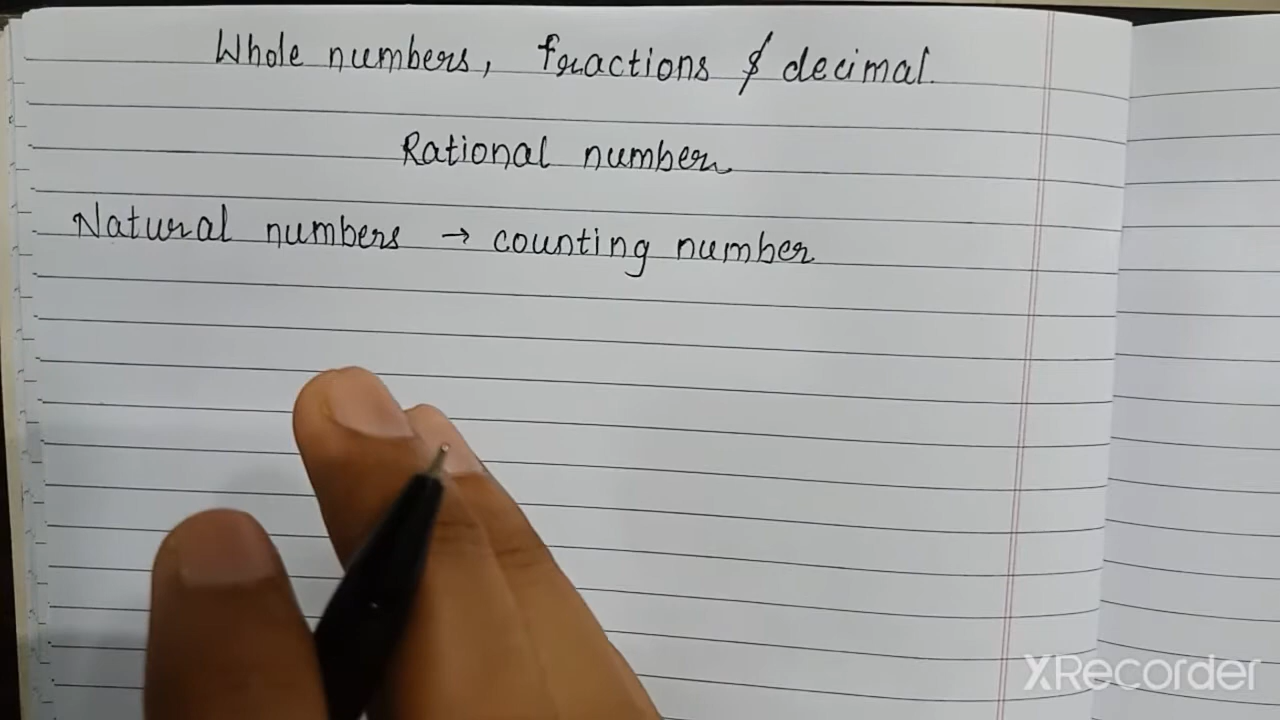 Whole numbers, fractions & decimal.
Rational number
Natural numbers → counting number
XRecorder